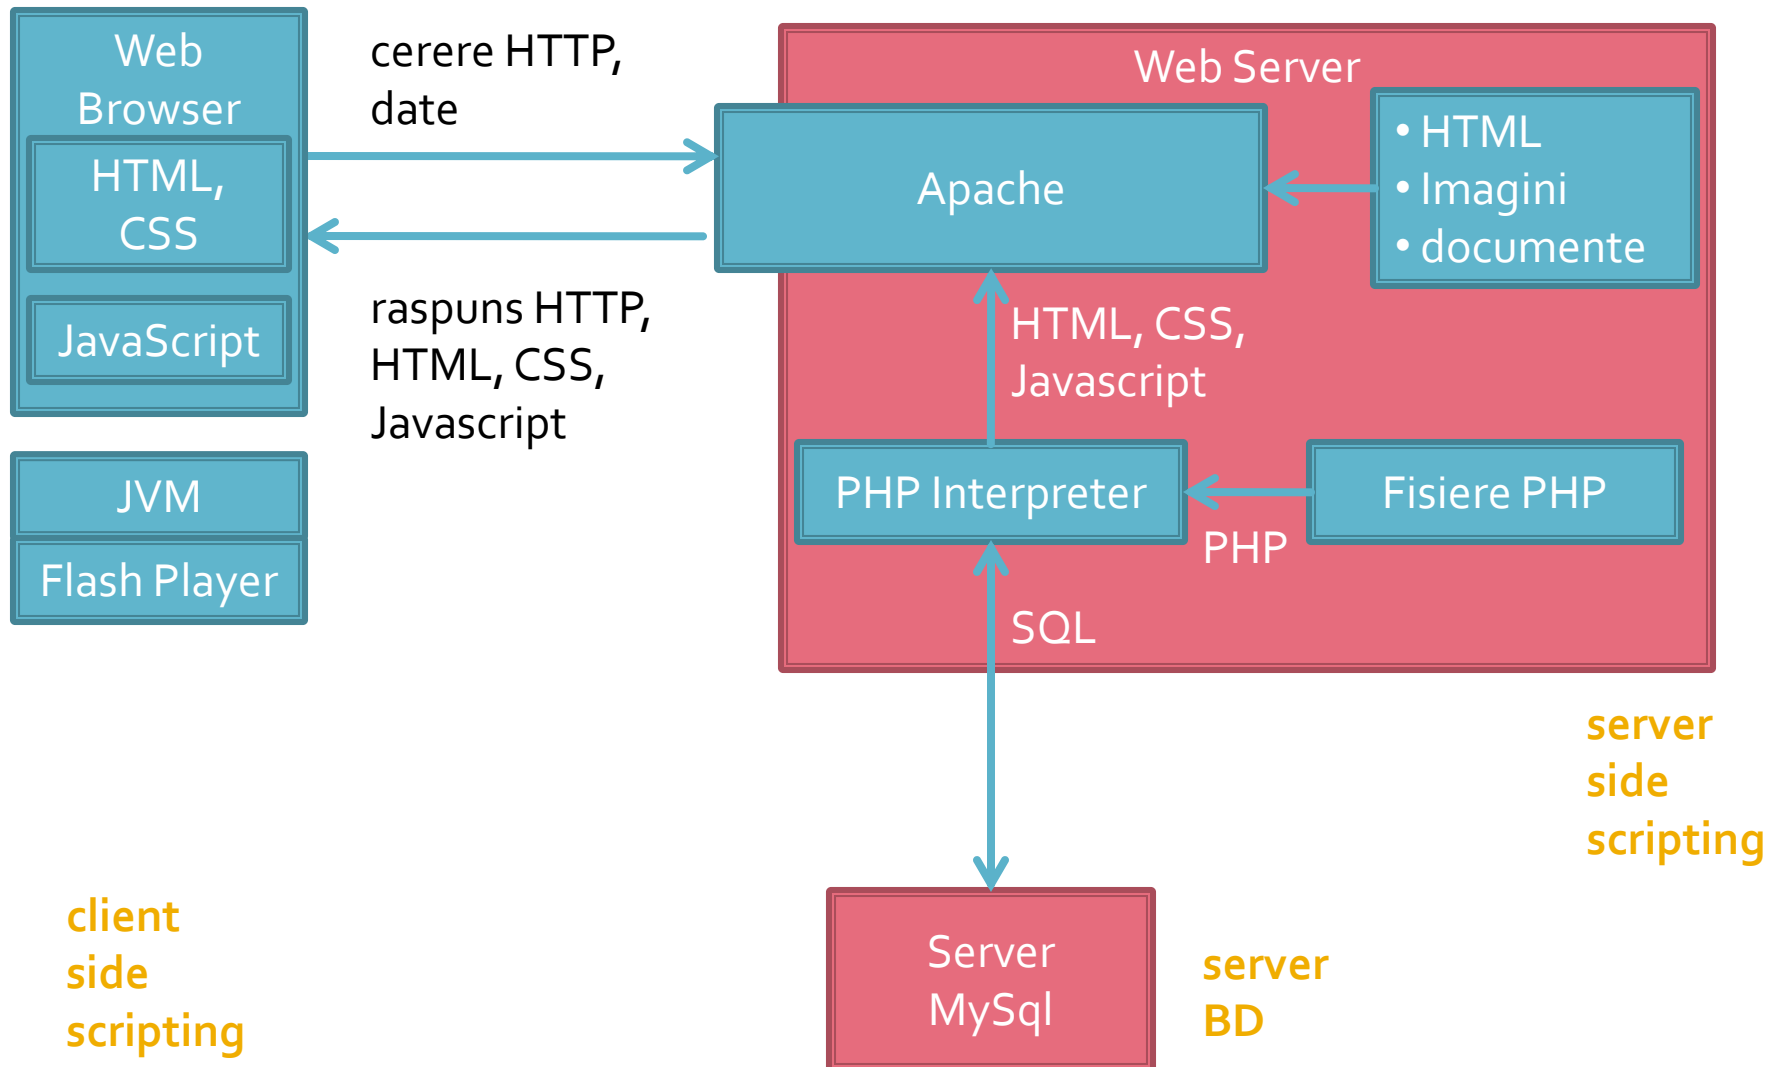 Web
Browser
HTML,
CSS
JavaScript
JVM
Flash Player
cerere HTTP,
date
raspuns HTTP,
HTML, CSS,
Javascript
Web Server
Apache
• HTML
• Imagini
• documente
HTML, CSS,
Javascript
PHP Interpreter
PHP
Fisiere PHP
SQL
server
side
scripting
client
side
scripting
Server
MySql
server
BD